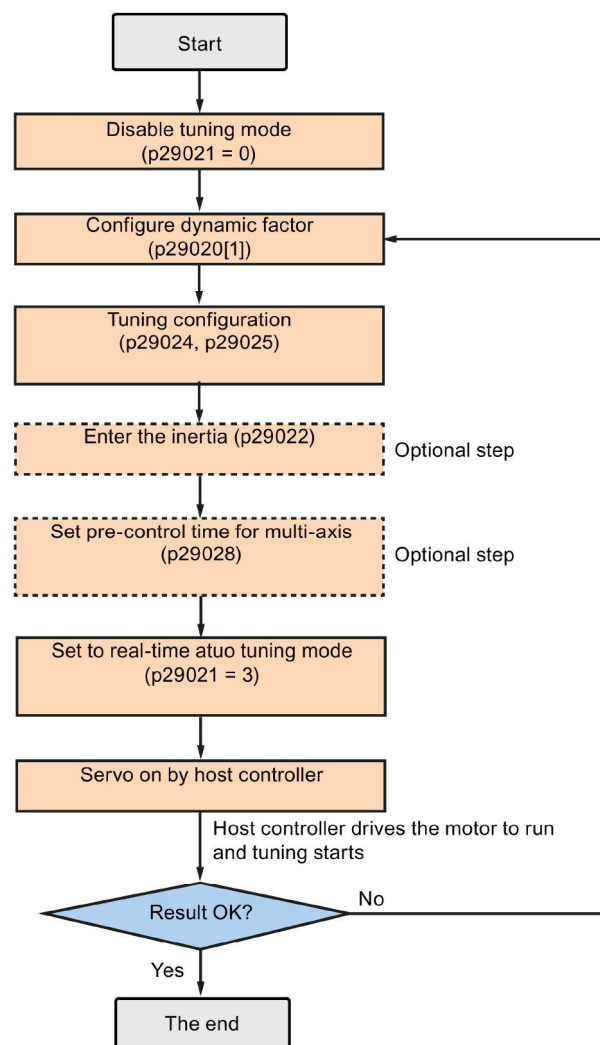 Start
Disable tuning mode
(p29021 = 0)
Configure dynamic factor
(p29020[1])
Tuning configuration
(p29024, p29025)
Enter the inertia (p29022)
Optional step
Set pre-control time for multi-axis
(p29028)
Optional step
Set to real-time atuo tuning mode
(p29021 = 3)
Servo on by host controller
Host controller drives the motor to run
and tuning starts
Result OK?
No
Yes
The end